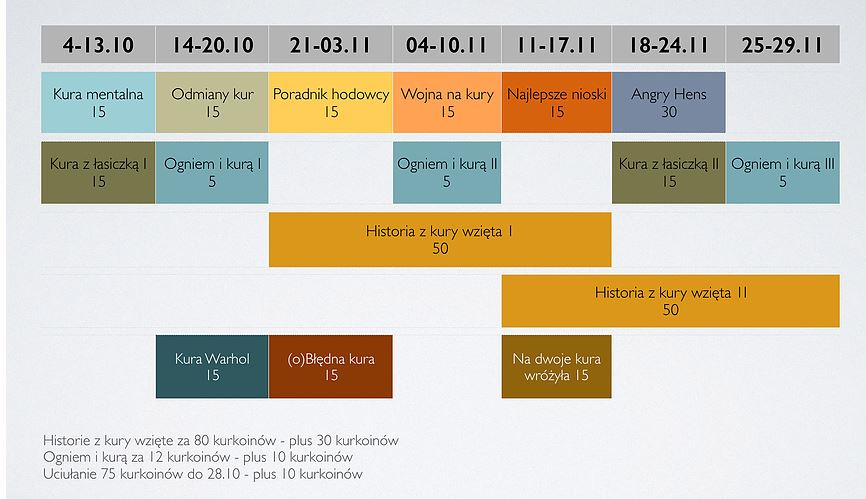 4-13.10 14-20.10 21-03.11 04-10.11 11-17.11 18-24.11 25-29.11
Kura mentalna Odmiany kur Poradnik hodowcy Wojna na kury Najlepsze nioski Angry Hens
15 15 15 15 15 30
Kura z łasiczką I Ogniem i kurą I Ogniem i kurą II Kura z łasiczką II Ogniem i kurą III
15 5 5 15 5
Historia z kury wzięta I
50
Historia z kury wzięta II
50
Kura Warhol (o)Błędna kura Na dwoje kura
15 15 wróżyła 15
Historie z kury wzięte za 80 kurkoinów - plus 30 kurkoinów
Ogniem i kurą za 12 kurkoinów - plus 10 kurkoinów
Uciułanie 75 kurkoinów do 28.10 - plus 10 kurkoinów